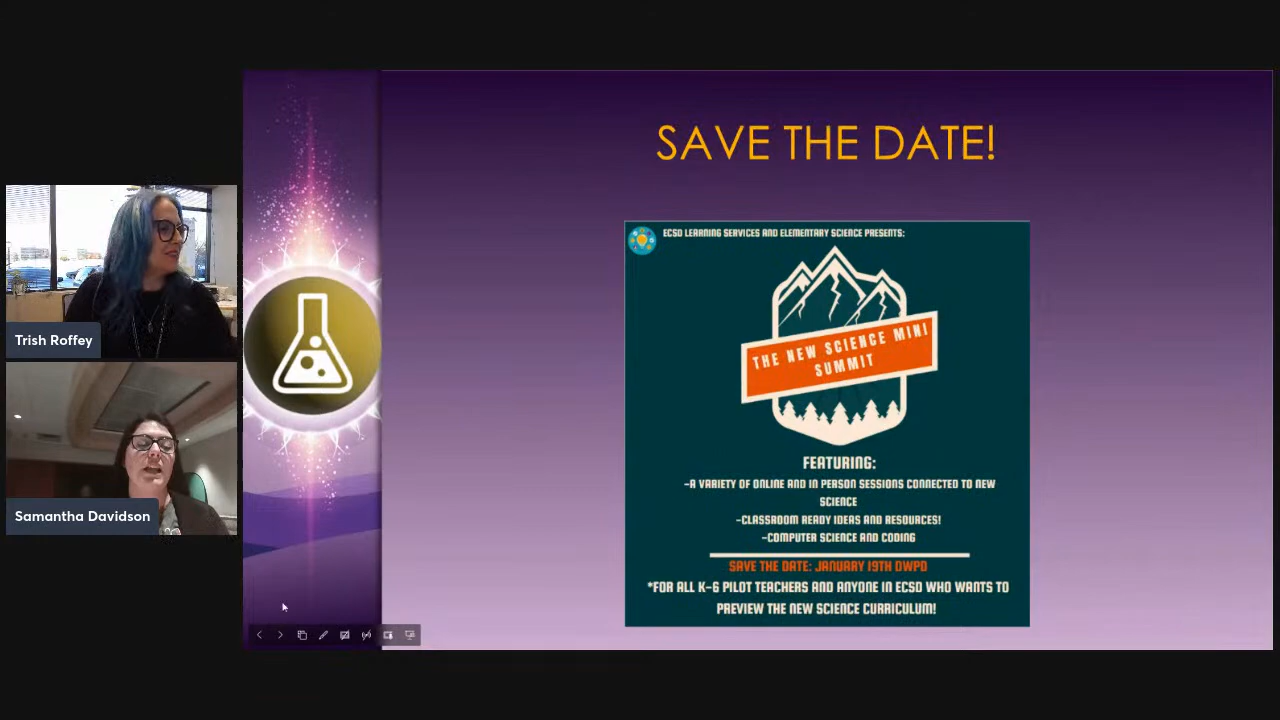 SAVE THE DATE!
ECSD LEARNING SERVICES AND ELEMENTARY SCIENCE PRESENTS:
THE NEW SCIENCE MINI
SUMMIT
FEATURING:
-A VARIETY OF ONLINE AND IN PERSON SESSIONS CONNECTED TO NEW
SCIENCE
-CLASSROOM READY IDEAS AND RESOURCES!
-COMPUTER SCIENCE AND CODING
SAVE THE DATE: JANUARY 19TH DWPD
*FOR ALL K-6 PILOT TEACHERS AND ANYONE IN ECSD WHO WANTS TO
PREVIEW THE NEW SCIENCE CURRICULUM!
Trish Roffey
Samantha Davidson